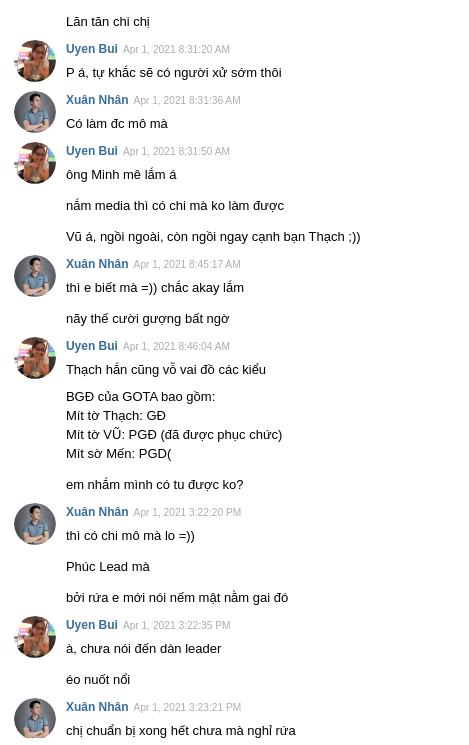 Lăn tăn chi chị
Uyen Bui Apr 1, 2021 8:31:20 AM
P á, tự khắc sẽ có người xử sớm thôi
Xuân Nhân Apr 1, 2021 8:31:36 AM
Có làm đc mô mà
Uyen Bui Apr 1, 2021 8:31:50 AM
ông Minh mê lắm á
nắm media thì có chi mà ko làm được
Vũ á, ngồi ngoài, còn ngồi ngay cạnh bạn Thạch ;))
Xuân Nhân Apr 1, 2021 8:45:17 AM
thì e biết mà =)) chắc akay lắm
nãy thế cười gượng bất ngờ
Uyen Bui Apr 1, 2021 8:46:04 AM
Thạch hắn cũng vỗ vai đồ các kiểu
BGĐ của GOTA bao gồm:
Mít tờ Thạch: GĐ
Mít tờ VŨ: PGĐ (đã được phục chức)
Mít sờ Mến: PGD(
em nhắm mình có tu được ko?
Xuân Nhân Apr 1, 2021 3:22:20 PM
thì có chi mô mà lo =))
Phúc Lead mà
bởi rứa e mới nói nếm mật nằm gai đó
Uyen Bui Apr 1, 2021 3:22:35 PM
à, chưa nói đến dàn leader
éo nuốt nổi
Xuân Nhân Apr 1, 2021 3:23:21 PM
chị chuẩn bị xong hết chưa mà nghỉ rứa